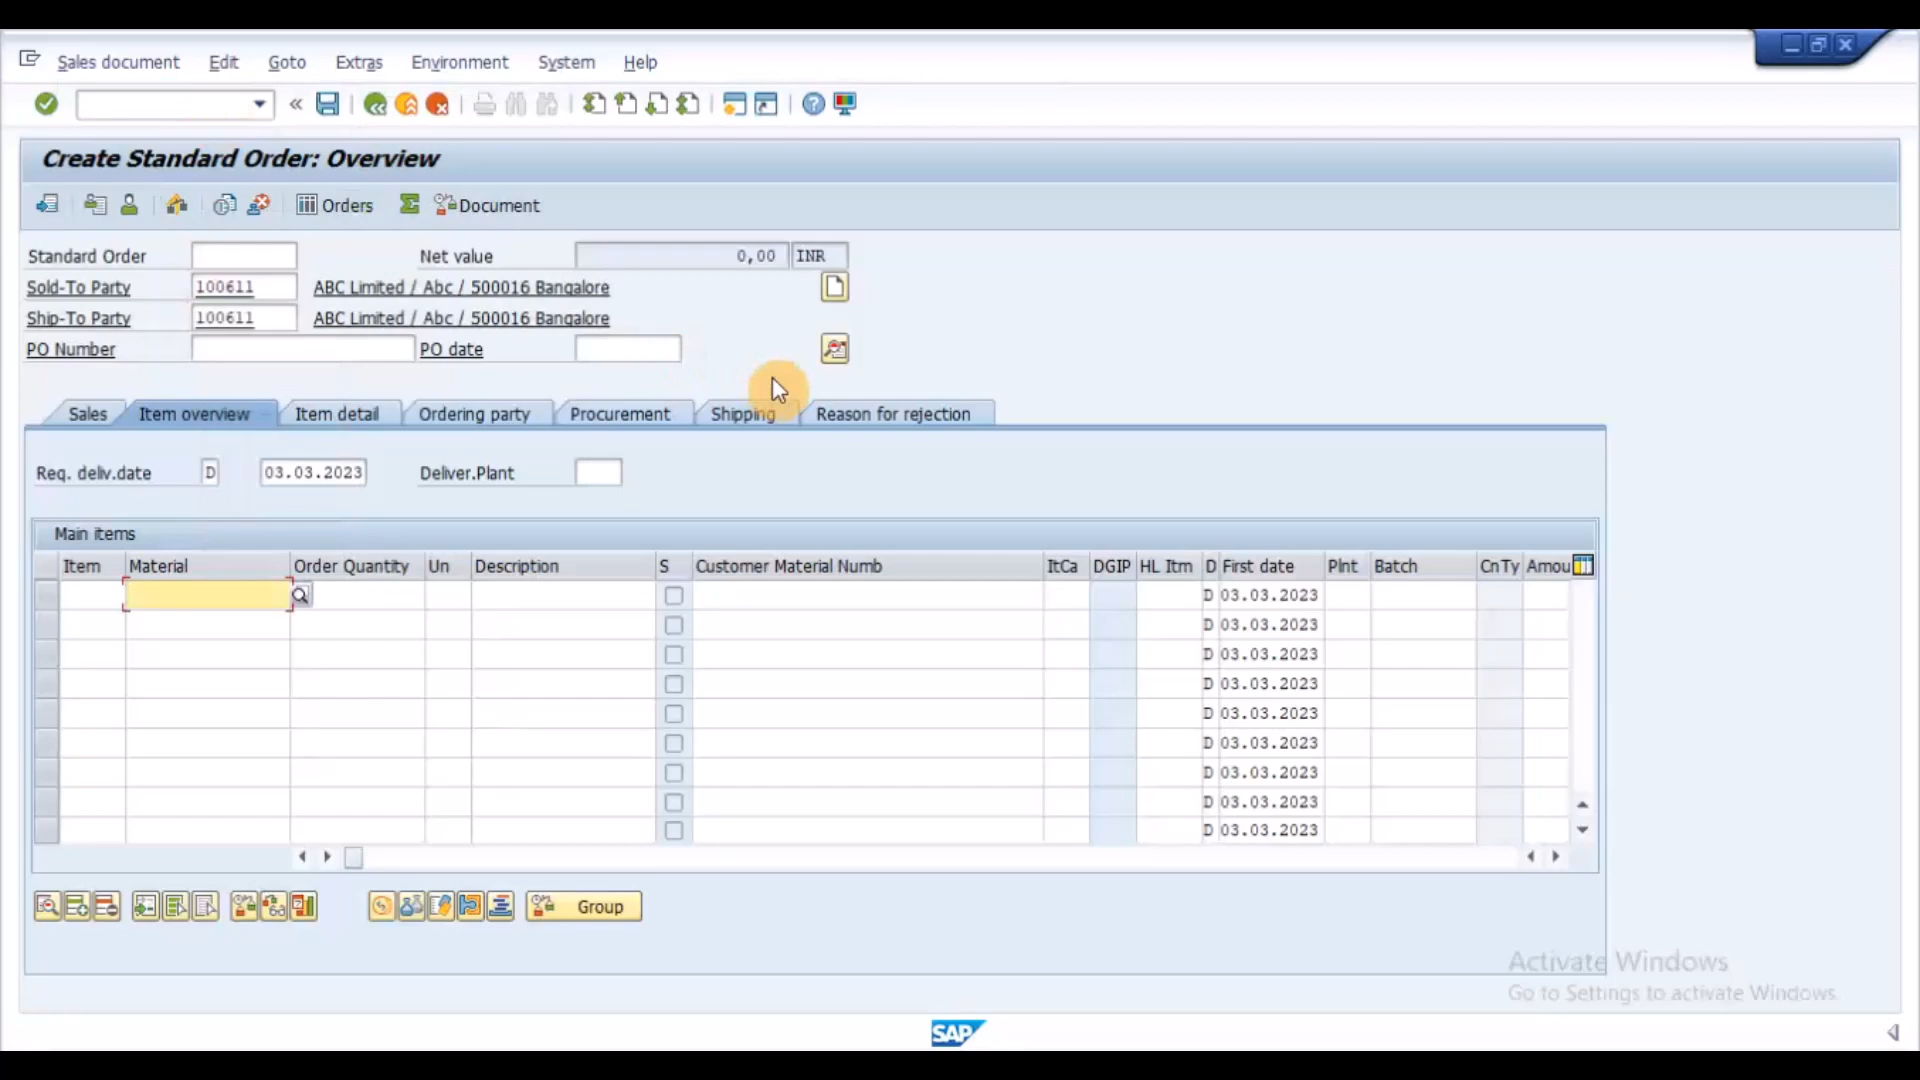 Sales document Edit Goto Extras Environment System Help
Create Standard Order: Overview
Orders Document
Standard Order Net value 0,00 INR
Sold-To Party 100611 ABC Limited / Abc / 500016 Bangalore
Ship-To Party 100611 ABC Limited / Abc / 500016 Bangalore
PO Number PO date
Sales Item overview Item detail Ordering party Procurement Shipping Reason for rejection
Req. deliv.date D 03.03.2023 Deliver.Plant
Main items
Item Material Order Quantity Un Description S Customer Material Numb ItCa DGIP HL Itm D First date Plnt Batch CnTy Amou
D 03.03.2023
D 03.03.2023
D 03.03.2023
D 03.03.2023
D 03.03.2023
D 03.03.2023
D 03.03.2023
D 03.03.2023
D 03.03.2023
Group
Activate Windows
Go to Settings to activate Windows.
SAP